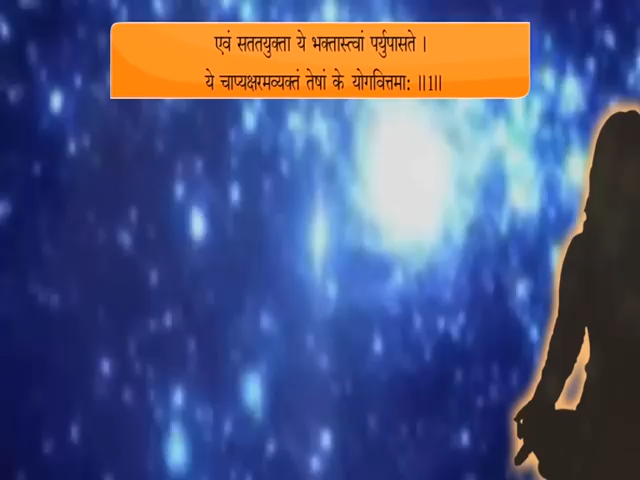 एवं सततयुक्ता ये भक्तास्त्वां पर्युपासते ।
ये चाप्यक्षरमव्यक्तं तेषां के योगवित्तमाः ॥1॥